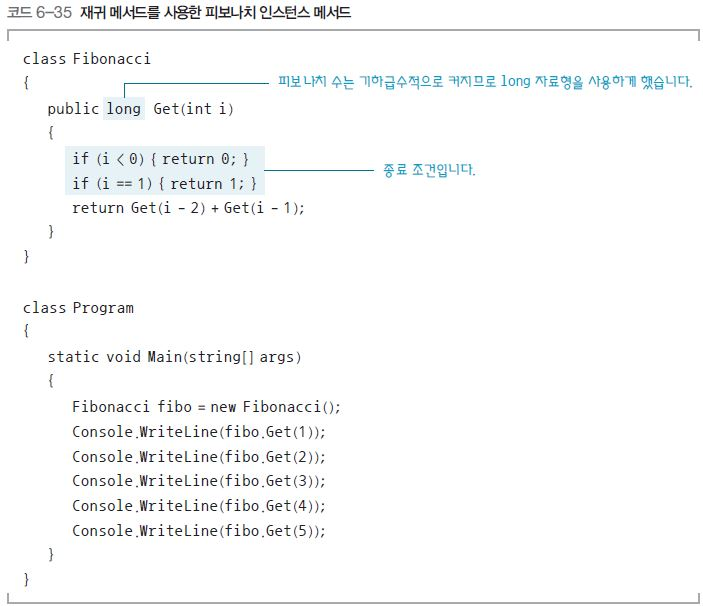 코드 6-35 재귀 메서드를 사용한 피보나치 인스턴스 메서드
class Fibonacci
{
피보나치 수는 기하급수적으로 커지므로 long 자료형을 사용하게 했습니다.
public long Get(int i)
{
if (i < 0) { return 0; }
종료 조건입니다.
if (i == 1) { return 1; }
return Get(i - 2) + Get(i - 1);
}
}
class Program
{
static void Main(string[] args)
{
Fibonacci fibo = new Fibonacci();
Console.WriteLine(fibo.Get(1));
Console.WriteLine(fibo.Get(2));
Console.WriteLine(fibo.Get(3));
Console.WriteLine(fibo.Get(4));
Console.WriteLine(fibo.Get(5));
}
}